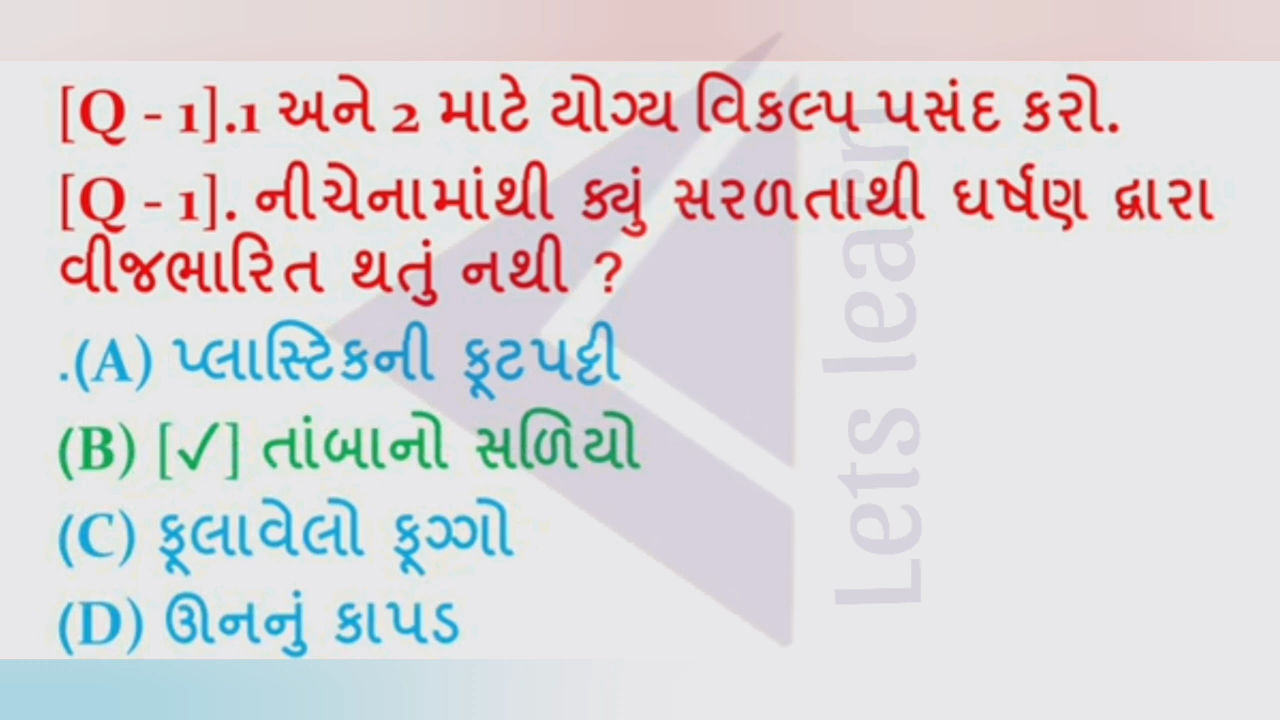 [Q - 1].1 અને 2 માટે યોગ્ય વિકલ્પ પસંદ કરો.
[Q - 1]. નીચેનામાંથી ક્યું સરળતાથી ઘર્ષણ દ્વારા
વીજભારિત થતું નથી ?
.(A) પ્લાસ્ટિકની ફૂટપટ્ટી
(B) [✓] તાંબાનો સળિયો
(C) ફૂલાવેલો ફૂગ્ગો
(D) ઊનનું કાપડ
Lets learn